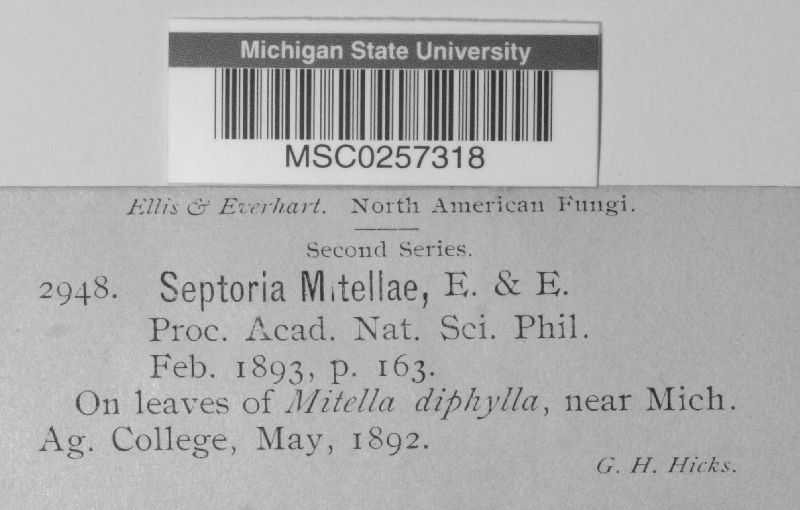 Michigan State University
MSC0257318
Ellis & Everhart. North American Fungi.
Second Series.
2948. Septoria Mitellae, E. & E.
Proc. Acad. Nat. Sci. Phil.
Feb. 1893, p. 163.
On leaves of Mitella diphylla, near Mich.
Ag. College, May, 1892.
G. H. Hicks.